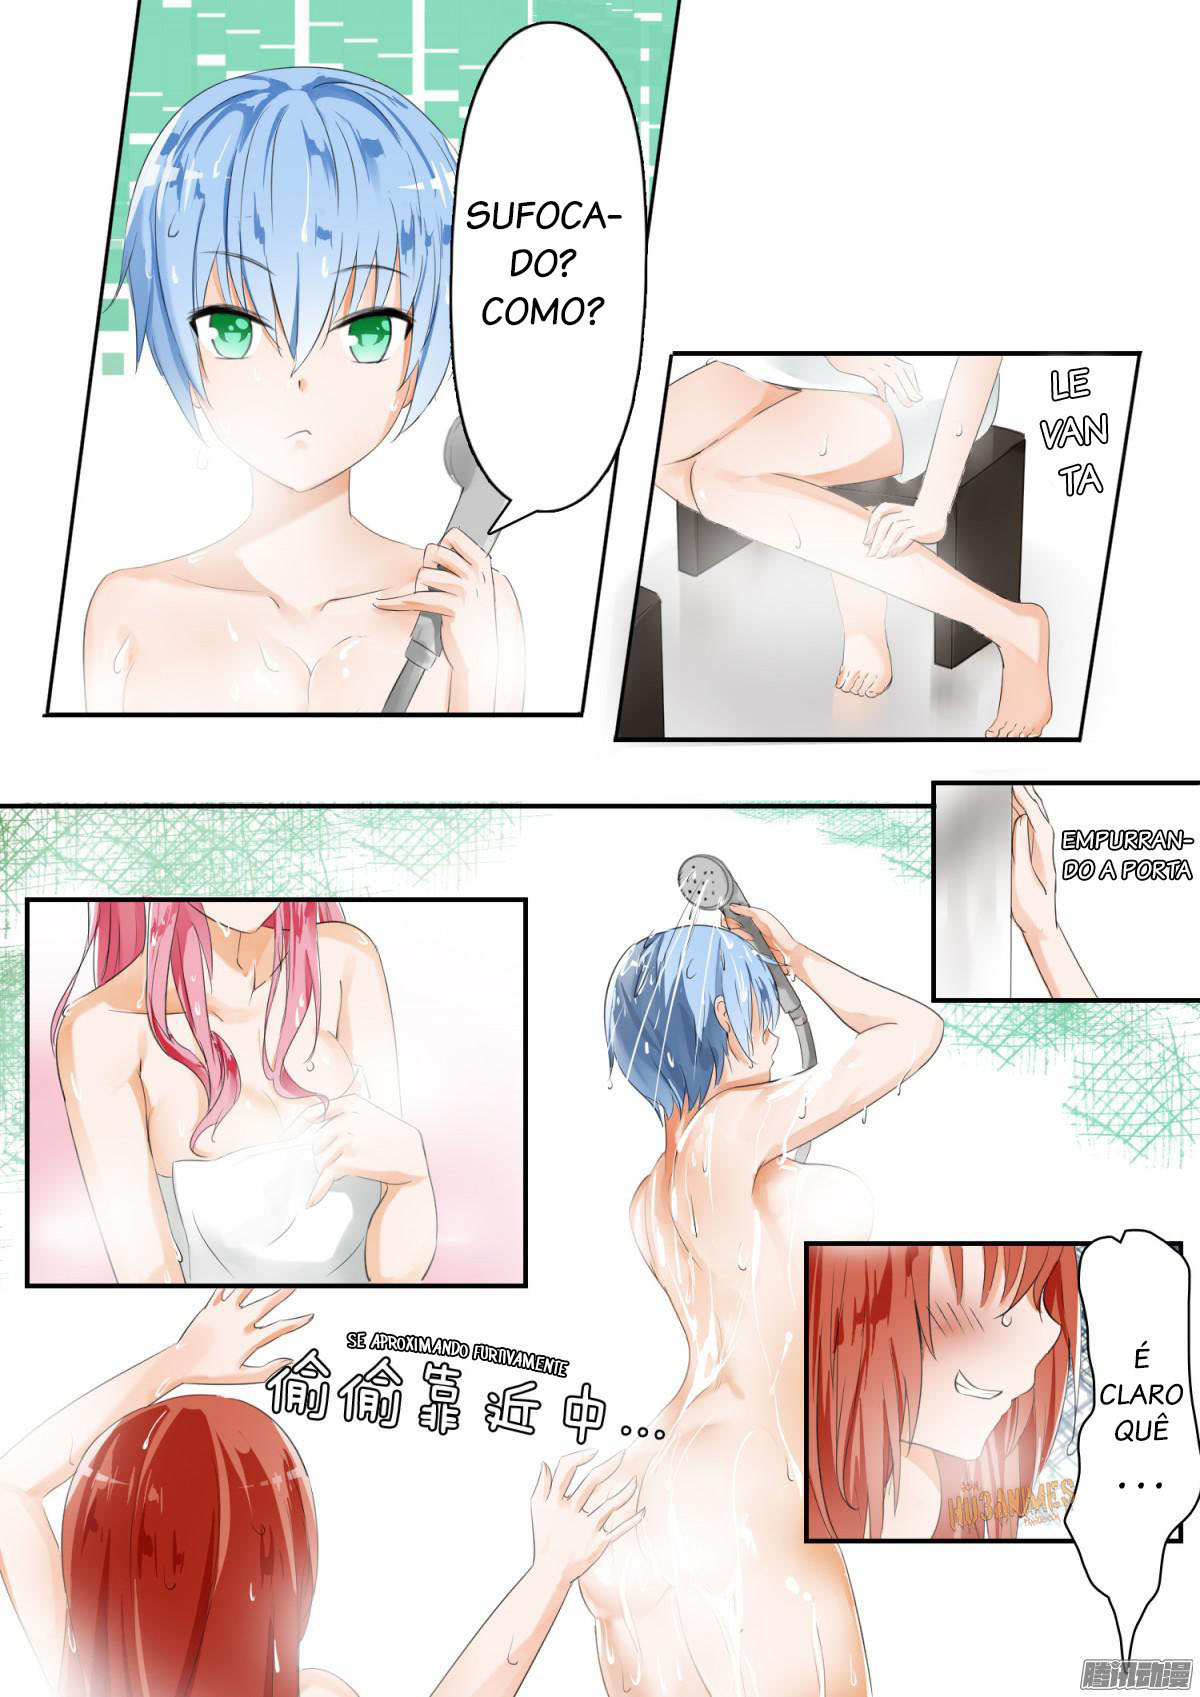 SUFOCA-
DO?
COMO?
LE
VAN
TA
EMPURRAN-
DO A PORTA
SE APROXIMANDO FURTIVAMENTE
偷偷靠近中...
É
CLARO
QUÊ
...
HU3ANIMES
腾讯动漫